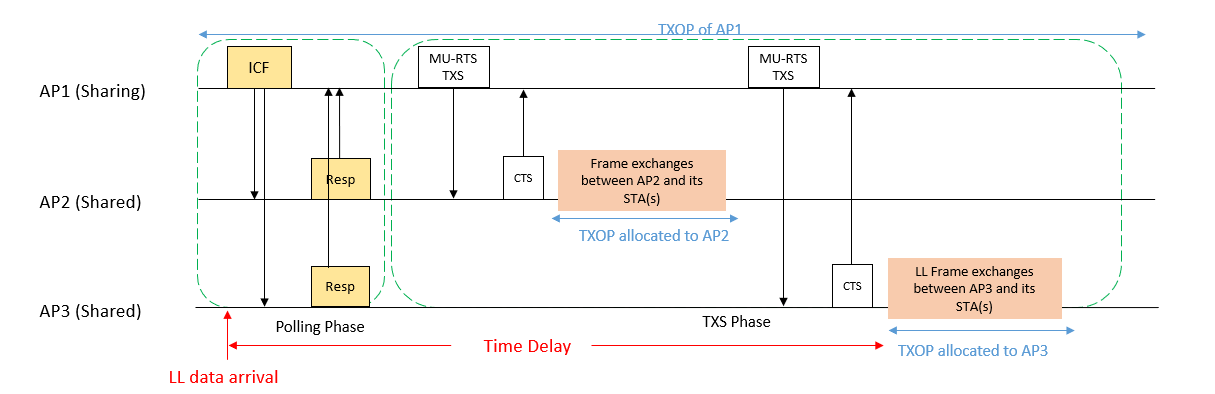 TXOP of AP1
ICF
MU-RTS
TXS
MU-RTS
TXS
AP1 (Sharing)
Resp
CTS
Frame exchanges
between AP2 and its
STA(s)
AP2 (Shared)
TXOP allocated to AP2
Resp
CTS
LL Frame exchanges
between AP3 and its
STA(s)
AP3 (Shared)
Polling Phase
TXS Phase
Time Delay
TXOP allocated to AP3
LL data arrival